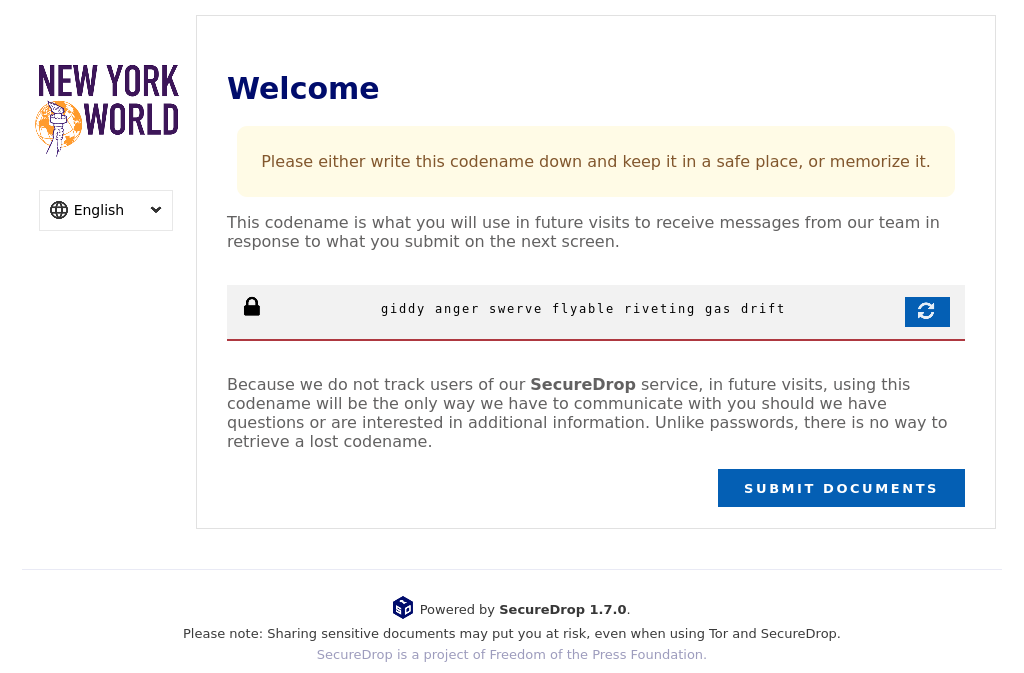 NEW YORK
WORLD
English
Welcome
Please either write this codename down and keep it in a safe place, or memorize it.
This codename is what you will use in future visits to receive messages from our team in
response to what you submit on the next screen.
giddy anger swerve flyable riveting gas drift
Because we do not track users of our SecureDrop service, in future visits, using this
codename will be the only way we have to communicate with you should we have
questions or are interested in additional information. Unlike passwords, there is no way to
retrieve a lost codename.
SUBMIT DOCUMENTS
Powered by SecureDrop 1.7.0.
Please note: Sharing sensitive documents may put you at risk, even when using Tor and SecureDrop.
SecureDrop is a project of Freedom of the Press Foundation.